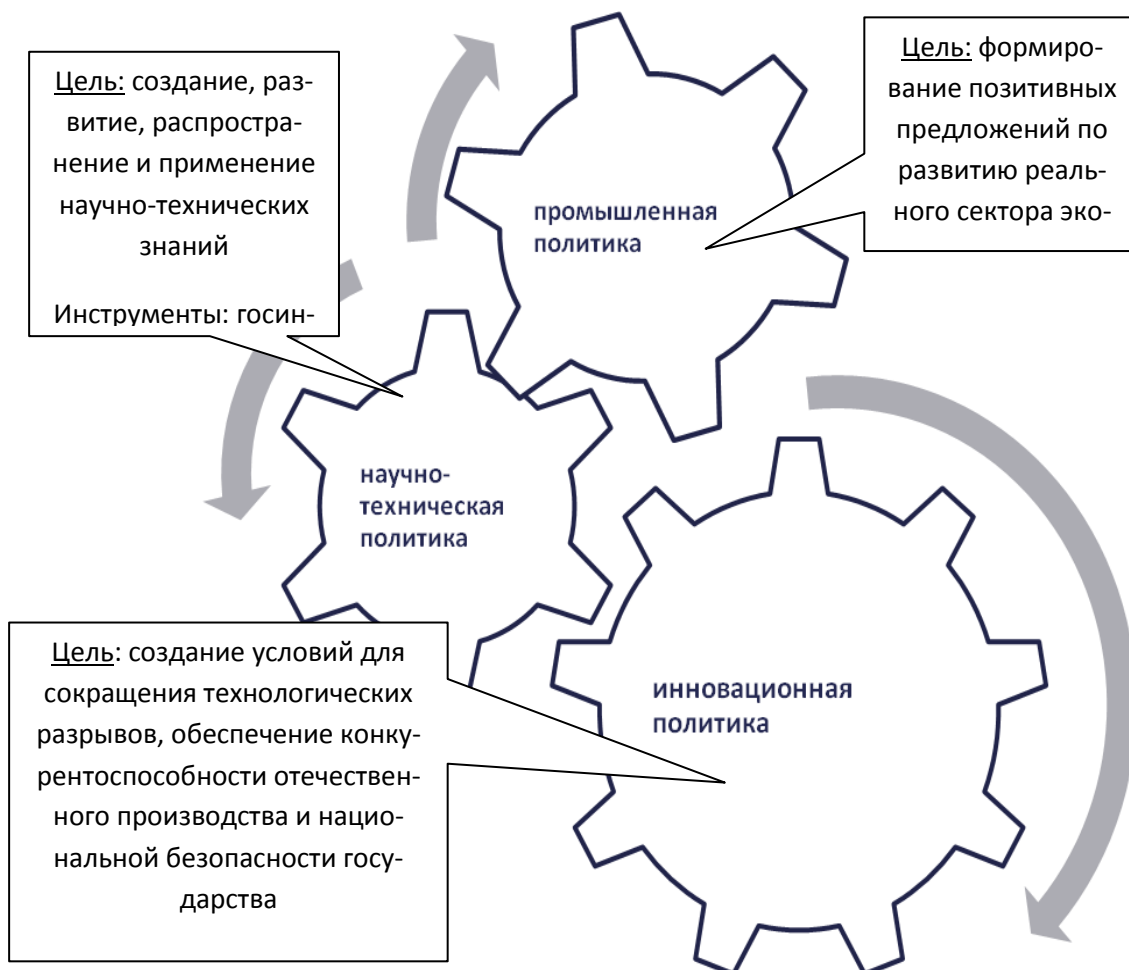 Цель: создание, раз-
витие, распростра-
нение и применение
научно-технических
знаний
Инструменты: госин-
Цель: формиро-
вание позитивных
предложений по
развитию реаль-
ного сектора эко-
промышленная
политика
научно-
техническая
политика
Цель: создание условий для
сокращения технологических
разрывов, обеспечение конку-
рентоспособности отечествен-
ного производства и нацио-
нальной безопасности госу-
дарства
инновационная
политика